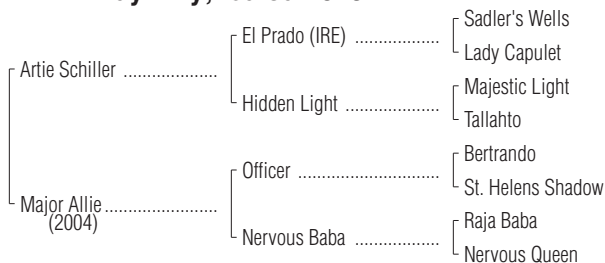 Sadler's Wells
El Prado (IRE) ...................
Lady Capulet
Artie Schiller .....................
Majestic Light
Hidden Light .....................
Tallahto
Bertrando
Officer ................................
St. Helens Shadow
Major Allie .........................
(2004)
Raja Baba
Nervous Baba ...................
Nervous Queen